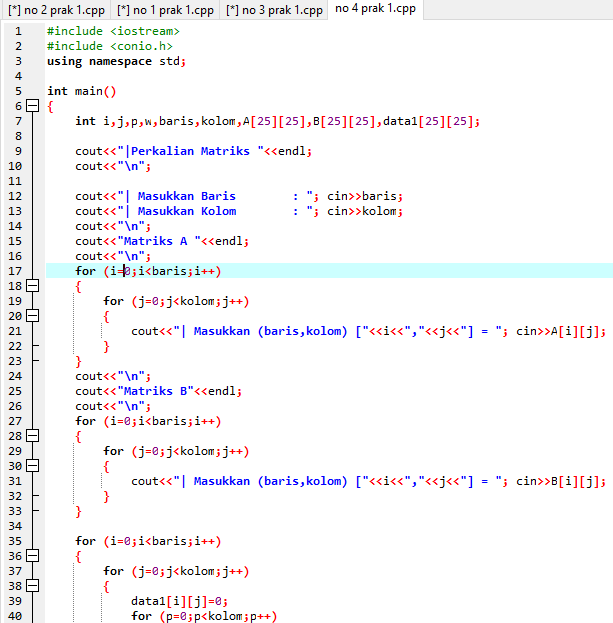 [*] no 2 prak 1.cpp [*] no 1 prak 1.cpp [*] no 3 prak 1.cpp no 4 prak 1.cpp
1 #include <iostream>
2 #include <conio.h>
3 using namespace std;
4
5 int main()
6 {
7 int i,j,p,w,baris,kolom,A[25][25],B[25][25],data1[25][25];
8
9 cout<<"|Perkalian Matriks "<<endl;
10 cout<<"\n";
11
12 cout<<"| Masukkan Baris        : "; cin>>baris;
13 cout<<"| Masukkan Kolom        : "; cin>>kolom;
14 cout<<"\n";
15 cout<<"Matriks A "<<endl;
16 cout<<"\n";
17 for (i=0;i<baris;i++)
18 {
19 for (j=0;j<kolom;j++)
20 {
21 cout<<"| Masukkan (baris,kolom) ["<<i<<","<<j<<"] = "; cin>>A[i][j];
22 }
23 }
24 cout<<"\n";
25 cout<<"Matriks B"<<endl;
26 cout<<"\n";
27 for (i=0;i<baris;i++)
28 {
29 for (j=0;j<kolom;j++)
30 {
31 cout<<"| Masukkan (baris,kolom) ["<<i<<","<<j<<"] = "; cin>>B[i][j];
32 }
33 }
34
35 for (i=0;i<baris;i++)
36 {
37 for (j=0;j<kolom;j++)
38 {
39 data1[i][j]=0;
40 for (p=0;p<kolom;p++)